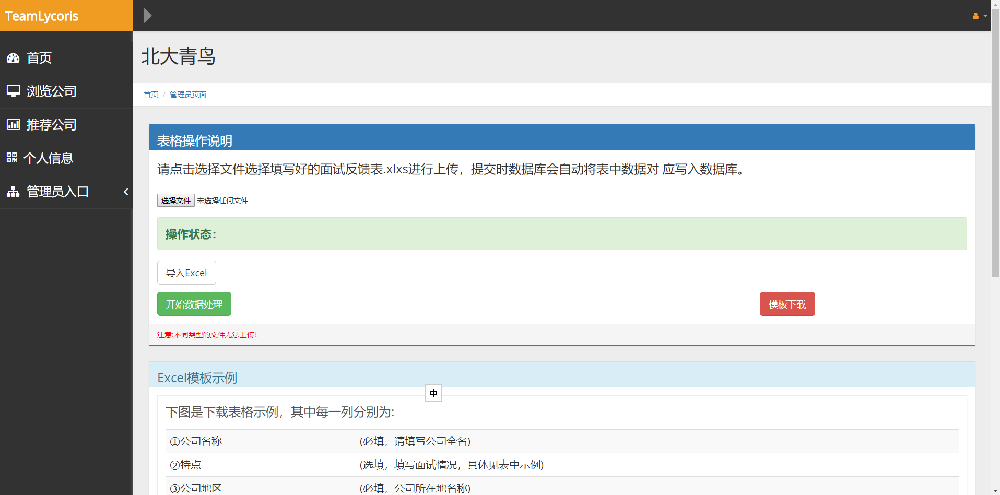 TeamLycoris
首页
浏览公司
推荐公司
个人信息
管理员入口
北大青鸟
首页 / 管理员页面
表格操作说明
请点击选择文件选择填写好的面试反馈表.xlxs进行上传，提交时数据库会自动将表中数据对 应写入数据库。
选择文件 未选择任何文件
操作状态：
导入Excel
开始数据处理 模板下载
注意:不同类型的文件无法上传！
Excel模板示例
中
下图是下载表格示例，其中每一列分别为:
①公司名称 (必填，请填写公司全名)
②特点 (选填，填写面试情况，具体见表中示例)
③公司地区 (必填，公司所在地名称)